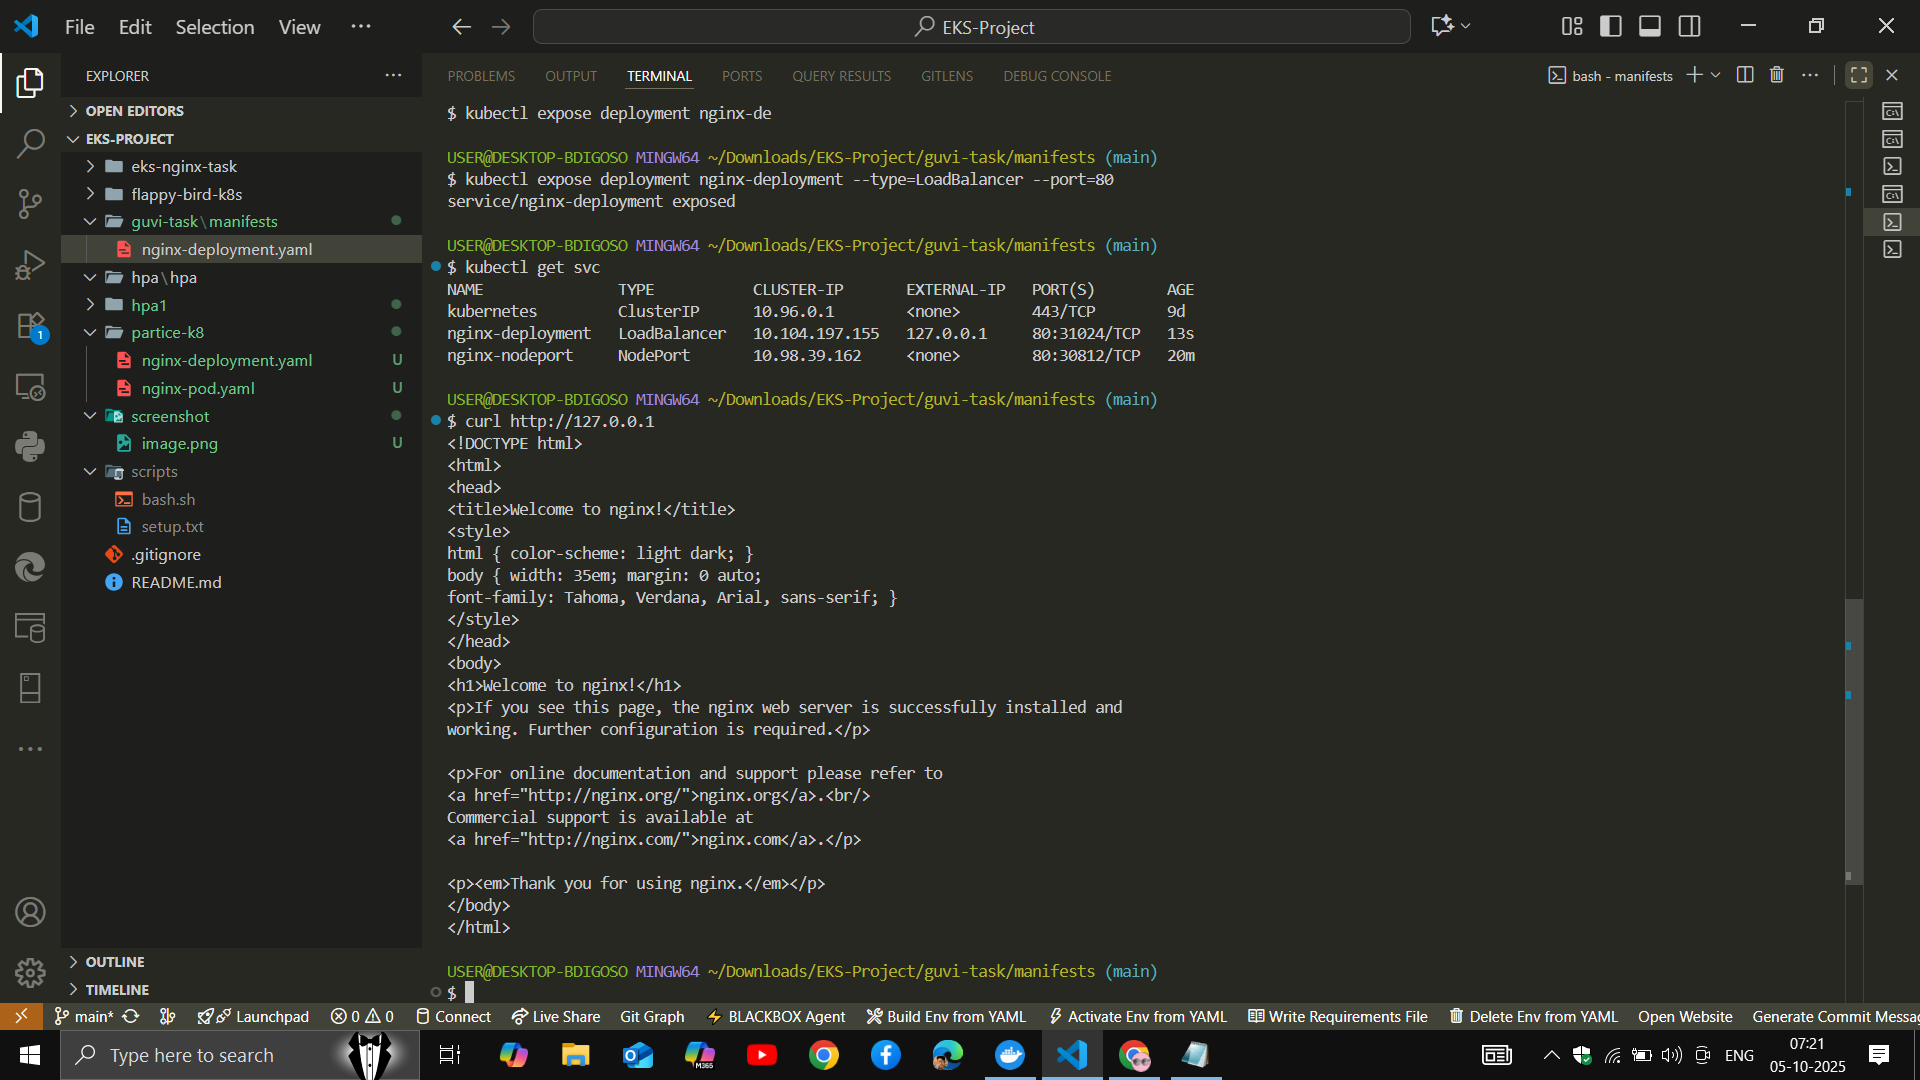 File Edit Selection View ···
EKS-Project
EXPLORER ···
OPEN EDITORS
EKS-PROJECT
eks-nginx-task
flappy-bird-k8s
guvi-task\manifests
nginx-deployment.yaml
hpa\hpa
hpa1
partice-k8
nginx-deployment.yaml U
nginx-pod.yaml U
screenshot
image.png U
scripts
bash.sh
setup.txt
.gitignore
README.md
OUTLINE
TIMELINE
1
PROBLEMS OUTPUT TERMINAL PORTS QUERY RESULTS GITLENS DEBUG CONSOLE
bash - manifests
$ kubectl expose deployment nginx-de
USER@DESKTOP-BDIGOSO MINGW64 ~/Downloads/EKS-Project/guvi-task/manifests (main)
$ kubectl expose deployment nginx-deployment --type=LoadBalancer --port=80
service/nginx-deployment exposed
USER@DESKTOP-BDIGOSO MINGW64 ~/Downloads/EKS-Project/guvi-task/manifests (main)
$ kubectl get svc
NAME TYPE CLUSTER-IP EXTERNAL-IP PORT(S) AGE
kubernetes ClusterIP 10.96.0.1 <none> 443/TCP 9d
nginx-deployment LoadBalancer 10.104.197.155 127.0.0.1 80:31024/TCP 13s
nginx-nodeport NodePort 10.98.39.162 <none> 80:30812/TCP 20m
USER@DESKTOP-BDIGOSO MINGW64 ~/Downloads/EKS-Project/guvi-task/manifests (main)
$ curl http://127.0.0.1
<!DOCTYPE html>
<html>
<head>
<title>Welcome to nginx!</title>
<style>
html { color-scheme: light dark; }
body { width: 35em; margin: 0 auto;
font-family: Tahoma, Verdana, Arial, sans-serif; }
</style>
</head>
<body>
<h1>Welcome to nginx!</h1>
<p>If you see this page, the nginx web server is successfully installed and
working. Further configuration is required.</p>
<p>For online documentation and support please refer to
<a href="http://nginx.org/">nginx.org</a>.<br/>
Commercial support is available at
<a href="http://nginx.com/">nginx.com</a>.</p>
<p><em>Thank you for using nginx.</em></p>
</body>
</html>
USER@DESKTOP-BDIGOSO MINGW64 ~/Downloads/EKS-Project/guvi-task/manifests (main)
$
main* Launchpad 0 0 Connect Live Share Git Graph BLACKBOX Agent Build Env from YAML Activate Env from YAML Write Requirements File Delete Env from YAML Open Website Generate Commit Messag
Type here to search
M365
ENG
07:21
05-10-2025